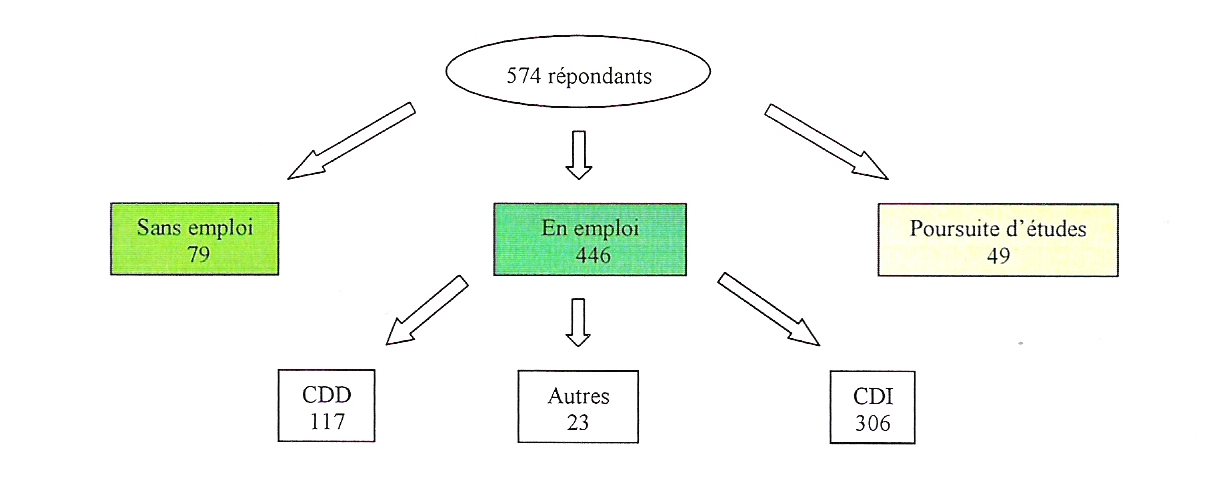 574 répondants
Sans emploi
79
En emploi
446
Poursuite d'études
49
CDD
117
Autres
23
CDI
306